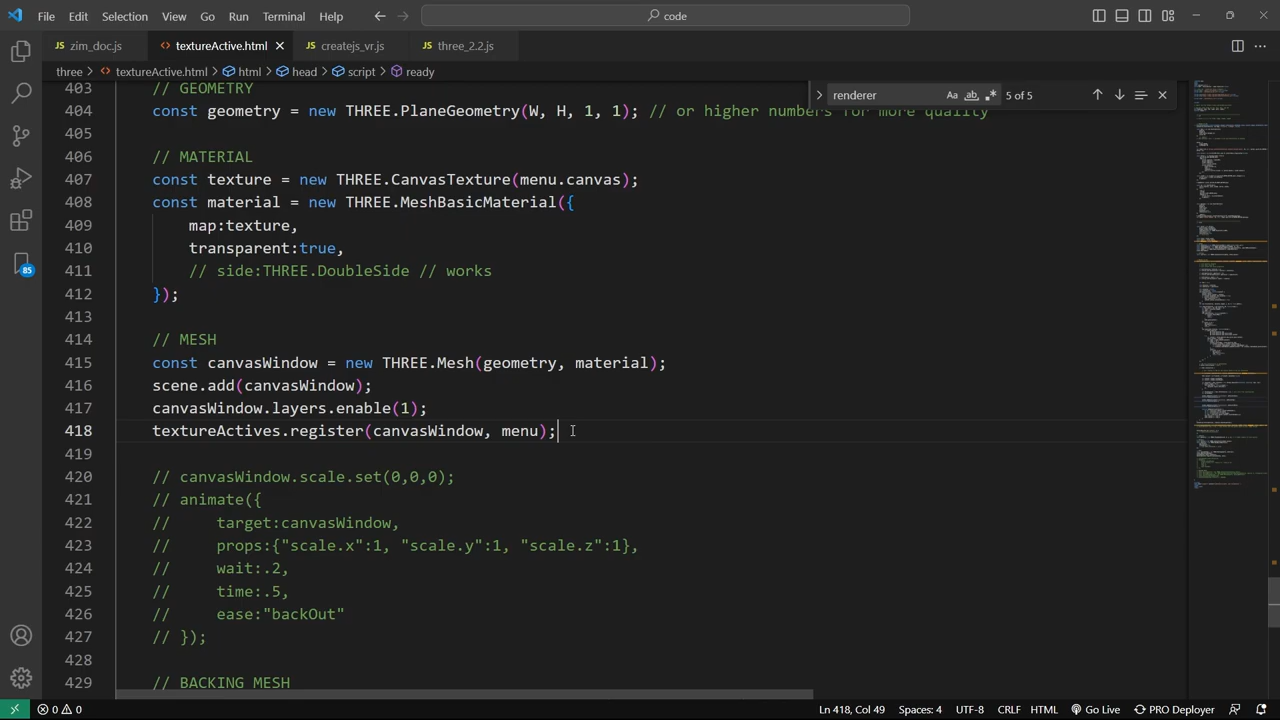 File Edit Selection View Go Run Terminal Help
code
zim_doc.js
textureActive.html
createjs_vr.js
three_2.2.js
three > textureActive.html > html > head > script > ready
renderer
ab
5 of 5
403 // GEOMETRY
404 const geometry = new THREE.PlaneGeometry(W, H, 1, 1); // or higher numbers for more quality
405
406 // MATERIAL
407 const texture = new THREE.CanvasTexture(menu.canvas);
408 const material = new THREE.MeshBasicMaterial({
409 map:texture,
410 transparent:true,
411 // side:THREE.DoubleSide // works
412 });
413
414 // MESH
415 const canvasWindow = new THREE.Mesh(geometry, material);
416 scene.add(canvasWindow);
417 canvasWindow.layers.enable(1);
418 textureActives.register(canvasWindow, menu);
419
420 // canvasWindow.scale.set(0,0,0);
421 // animate({
422 // target:canvasWindow,
423 // props:{"scale.x":1, "scale.y":1, "scale.z":1},
424 // wait:.2,
425 // time:.5,
426 // ease:"backOut"
427 // });
428
429 // BACKING MESH
85
0 0
Ln 418, Col 49 Spaces: 4 UTF-8 CRLF HTML Go Live PRO Deployer